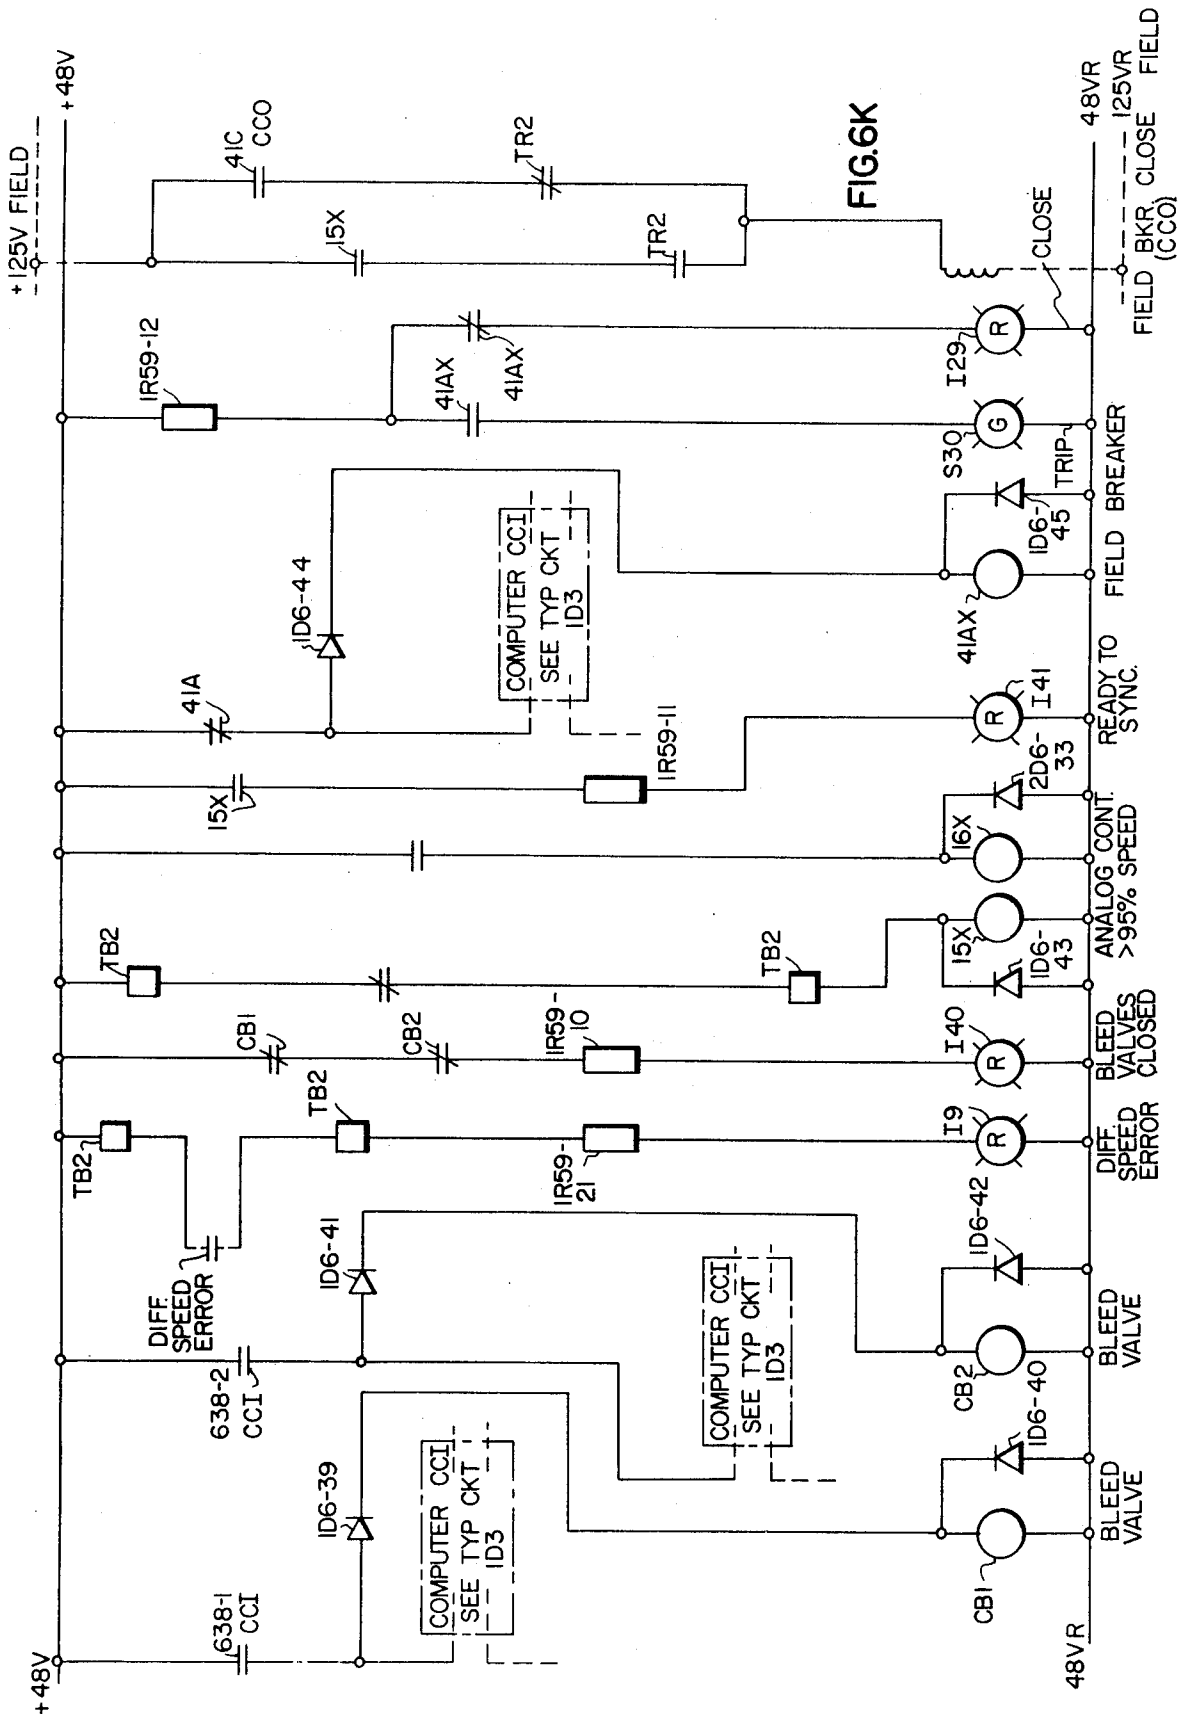 +125V FIELD
+48V
41C
CCO
15X
TR2
TR2
FIG.6K
48VR
125VR
FIELD BKR CLOSE FIELD
(CCO)
CLOSE
1R59-12
41AX
41AX
I29
R
S30
G
TRIP
FIELD BREAKER
1D6-44
COMPUTER CCI
SEE TYP CKT
1D3
1D6-
45
41AX
41A
15X
1R59-11
R
I41
READY TO
SYNC.
2D6-
33
16X
ANALOG CONT.
>95% SPEED
TB2
TB2
15X
1D6-
43
CB1
CB2
1R59-
10
I40
R
BLEED
VALVES
CLOSED
TB2
TB2
DIFF.
SPEED
ERROR
1R59-
21
I9
R
DIFF.
SPEED
ERROR
638-2
CCI
1D6-41
COMPUTER CCI
SEE TYP CKT
1D3
1D6-42
CB2
BLEED
VALVE
+48V
638-1
CCI
1D6-39
COMPUTER CCI
SEE TYP CKT
1D3
1D6-40
CB1
BLEED
VALVE
48VR